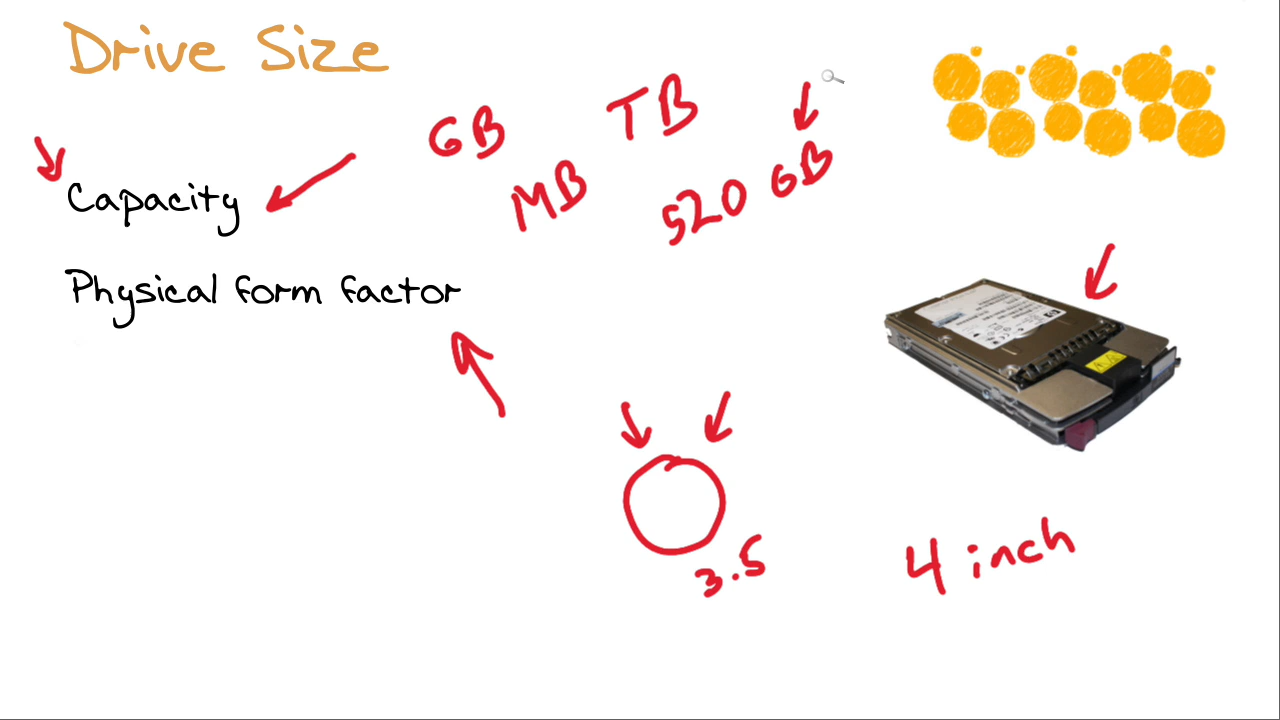 Drive Size
GB TB
MB 520 GB
Capacity
Physical form factor
3.5
4 inch